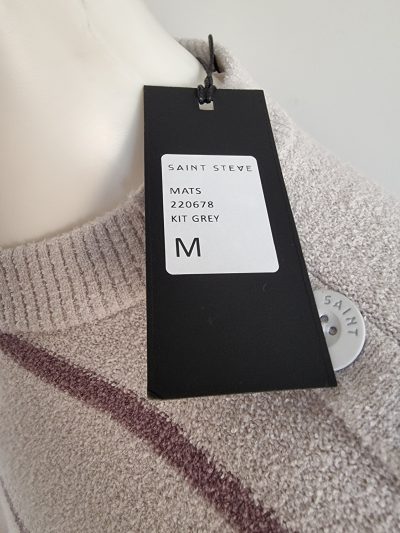 SAINT STEVE
MATS
220678
KIT GREY
M
SAINT